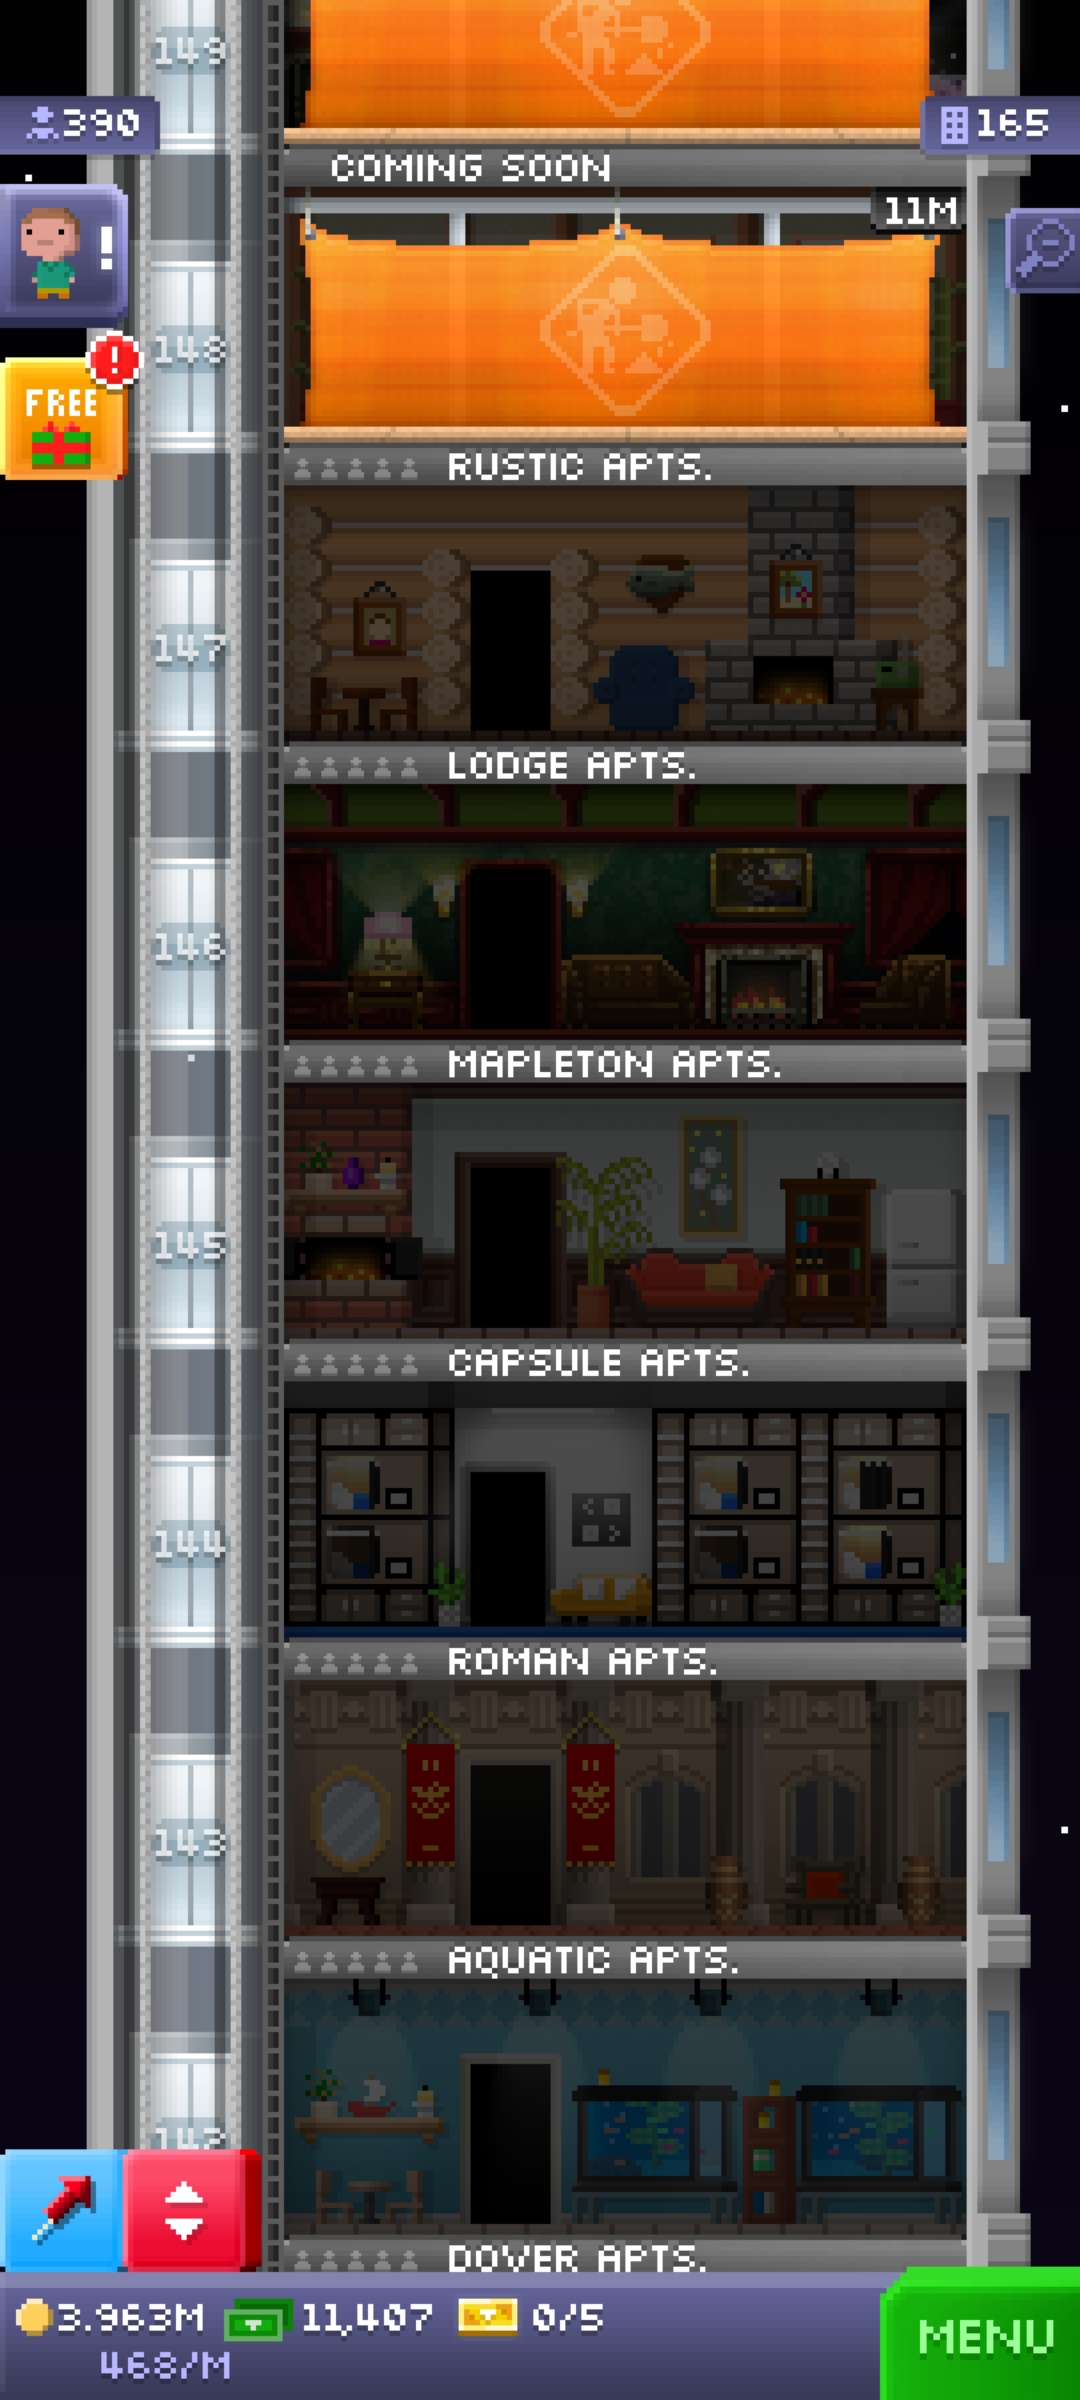 149
390
165
COMING SOON
11M
!
!
FREE
148
RUSTIC APTS.
147
LODGE APTS.
146
MAPLETON APTS.
145
CAPSULE APTS.
144
ROMAN APTS.
143
AQUATIC APTS.
142
DOVER APTS.
3.963M 11,407 0/5
468/M
MENU